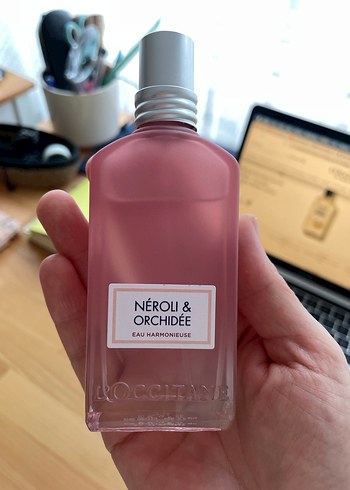 NÉROLI &
ORCHIDÉE
EAU HARMONIEUSE
L'OCCITANE